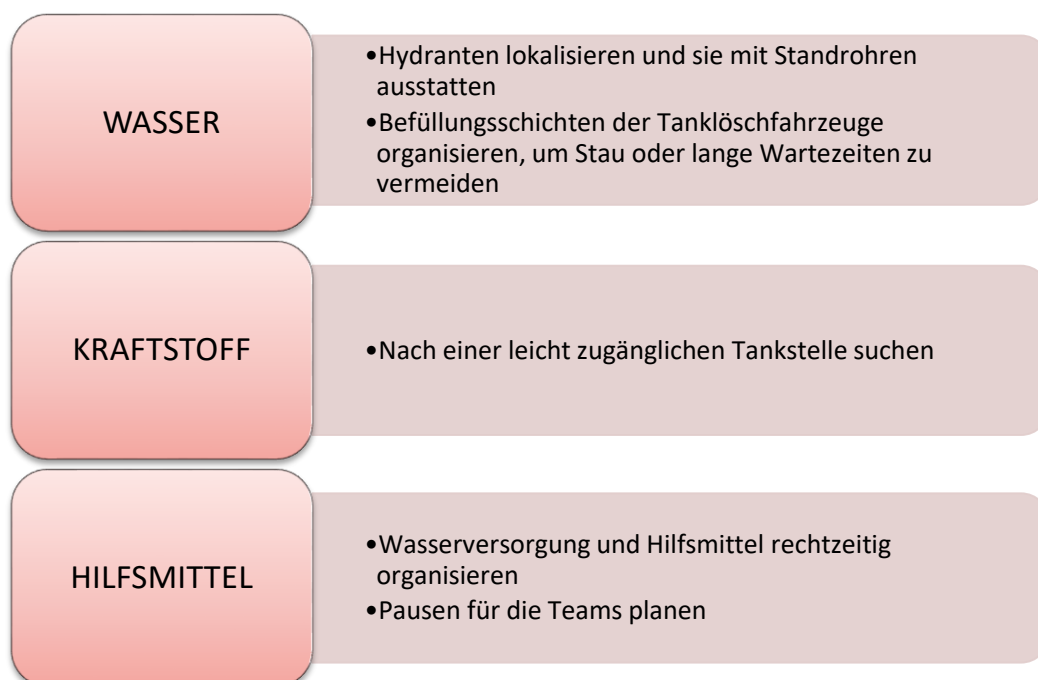 WASSER
•Hydranten lokalisieren und sie mit Standrohren
ausstatten
•Befüllungsschichten der Tanklöschfahrzeuge
organisieren, um Stau oder lange Wartezeiten zu
vermeiden
KRAFTSTOFF
•Nach einer leicht zugänglichen Tankstelle suchen
HILFSMITTEL
•Wasserversorgung und Hilfsmittel rechtzeitig
organisieren
•Pausen für die Teams planen